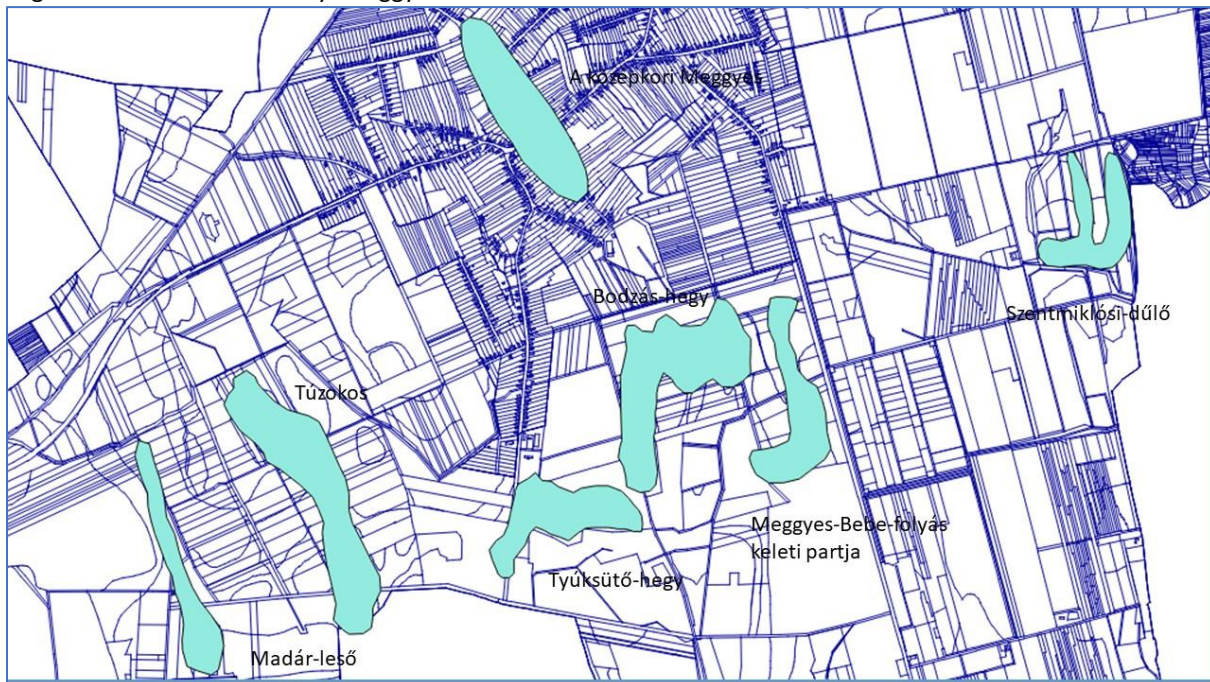 A középkori Meggyes
Bodzás-hegy
Szentmiklósi-dűlő
Túzokos
Meggyes-Bebe-folyás
keleti partja
Tyúksütő-hegy
Madár-leső